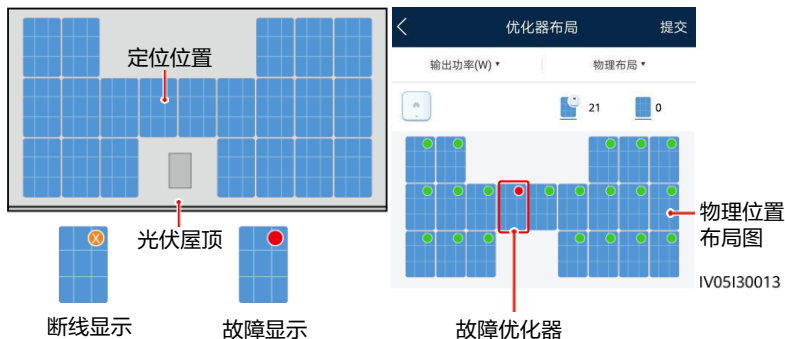 定位位置
光伏屋顶
X
断线显示
故障显示
优化器布局
提交
输出功率(W)
物理布局
21
0
物理位置
布局图
IV05I30013
故障优化器